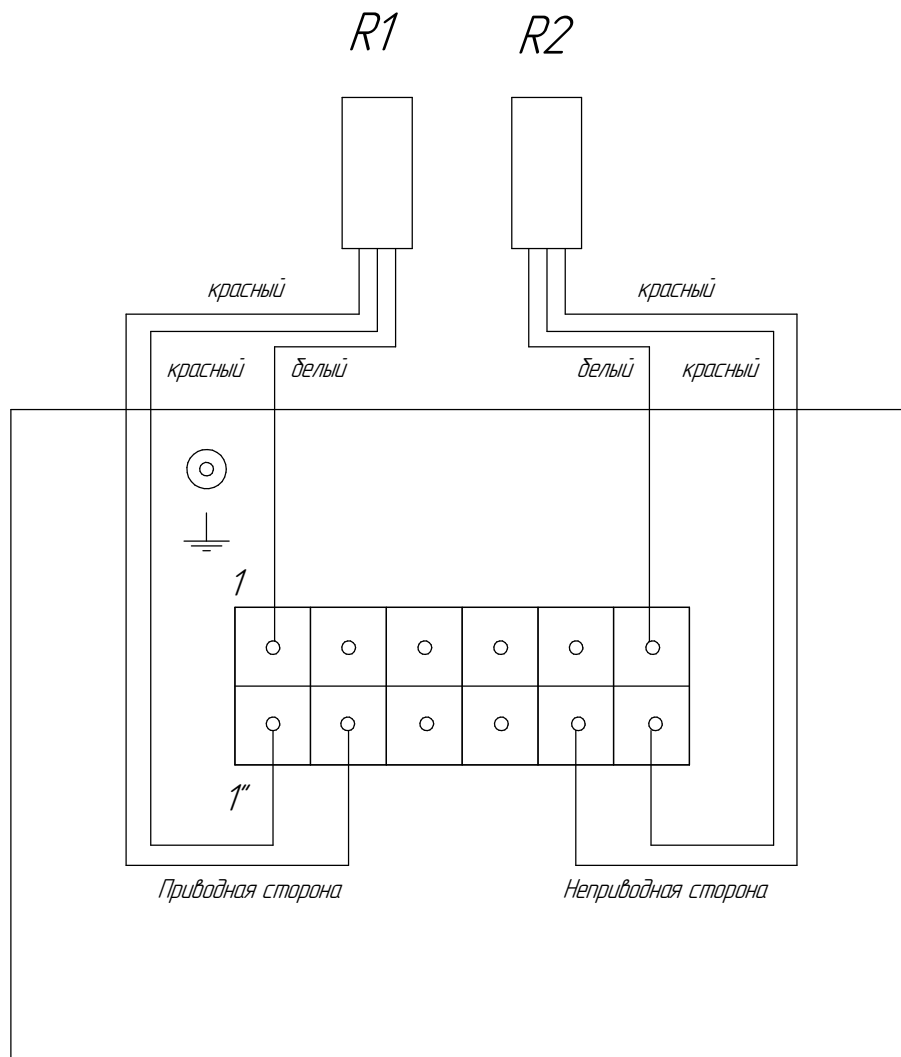 R1 R2
красный красный
красный белый белый красный
1
1"
Приводная сторона Неприводная сторона